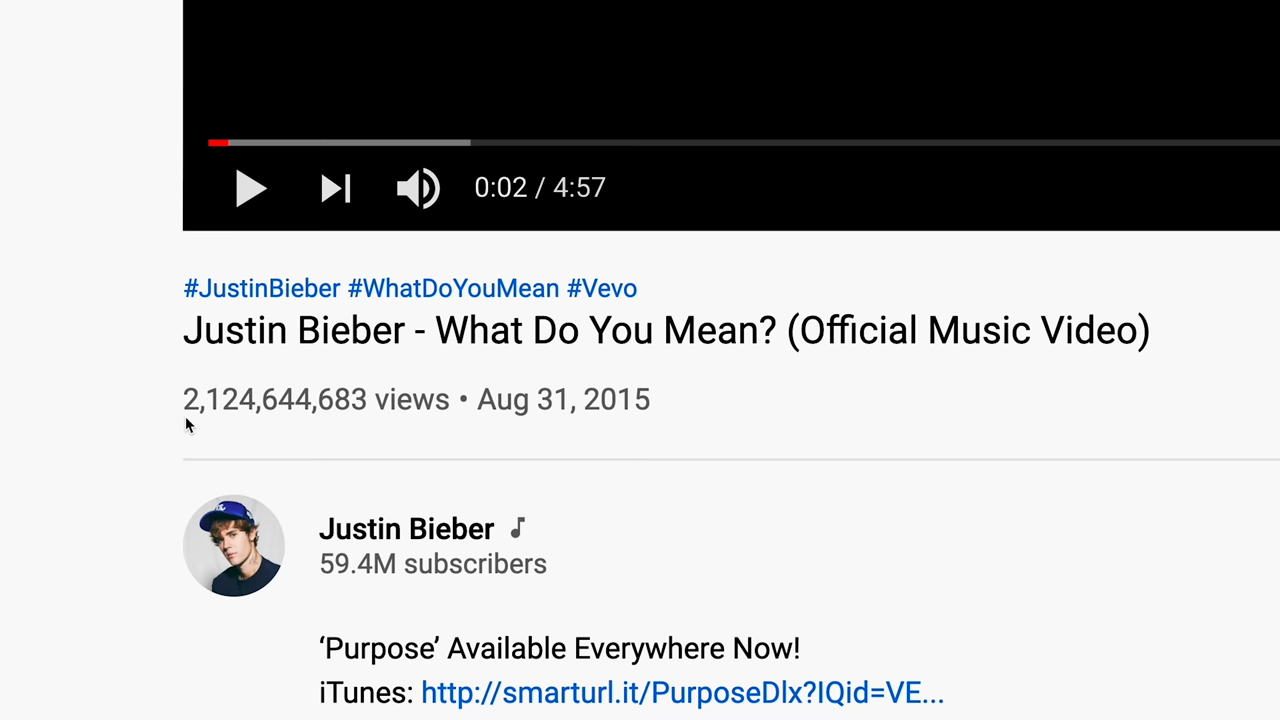 0:02 / 4:57
#JustinBieber #WhatDoYouMean #Vevo
Justin Bieber - What Do You Mean? (Official Music Video)
2,124,644,683 views • Aug 31, 2015
Justin Bieber
59.4M subscribers
‘Purpose’ Available Everywhere Now!
iTunes: http://smarturl.it/PurposeDlx?IQid=VE...